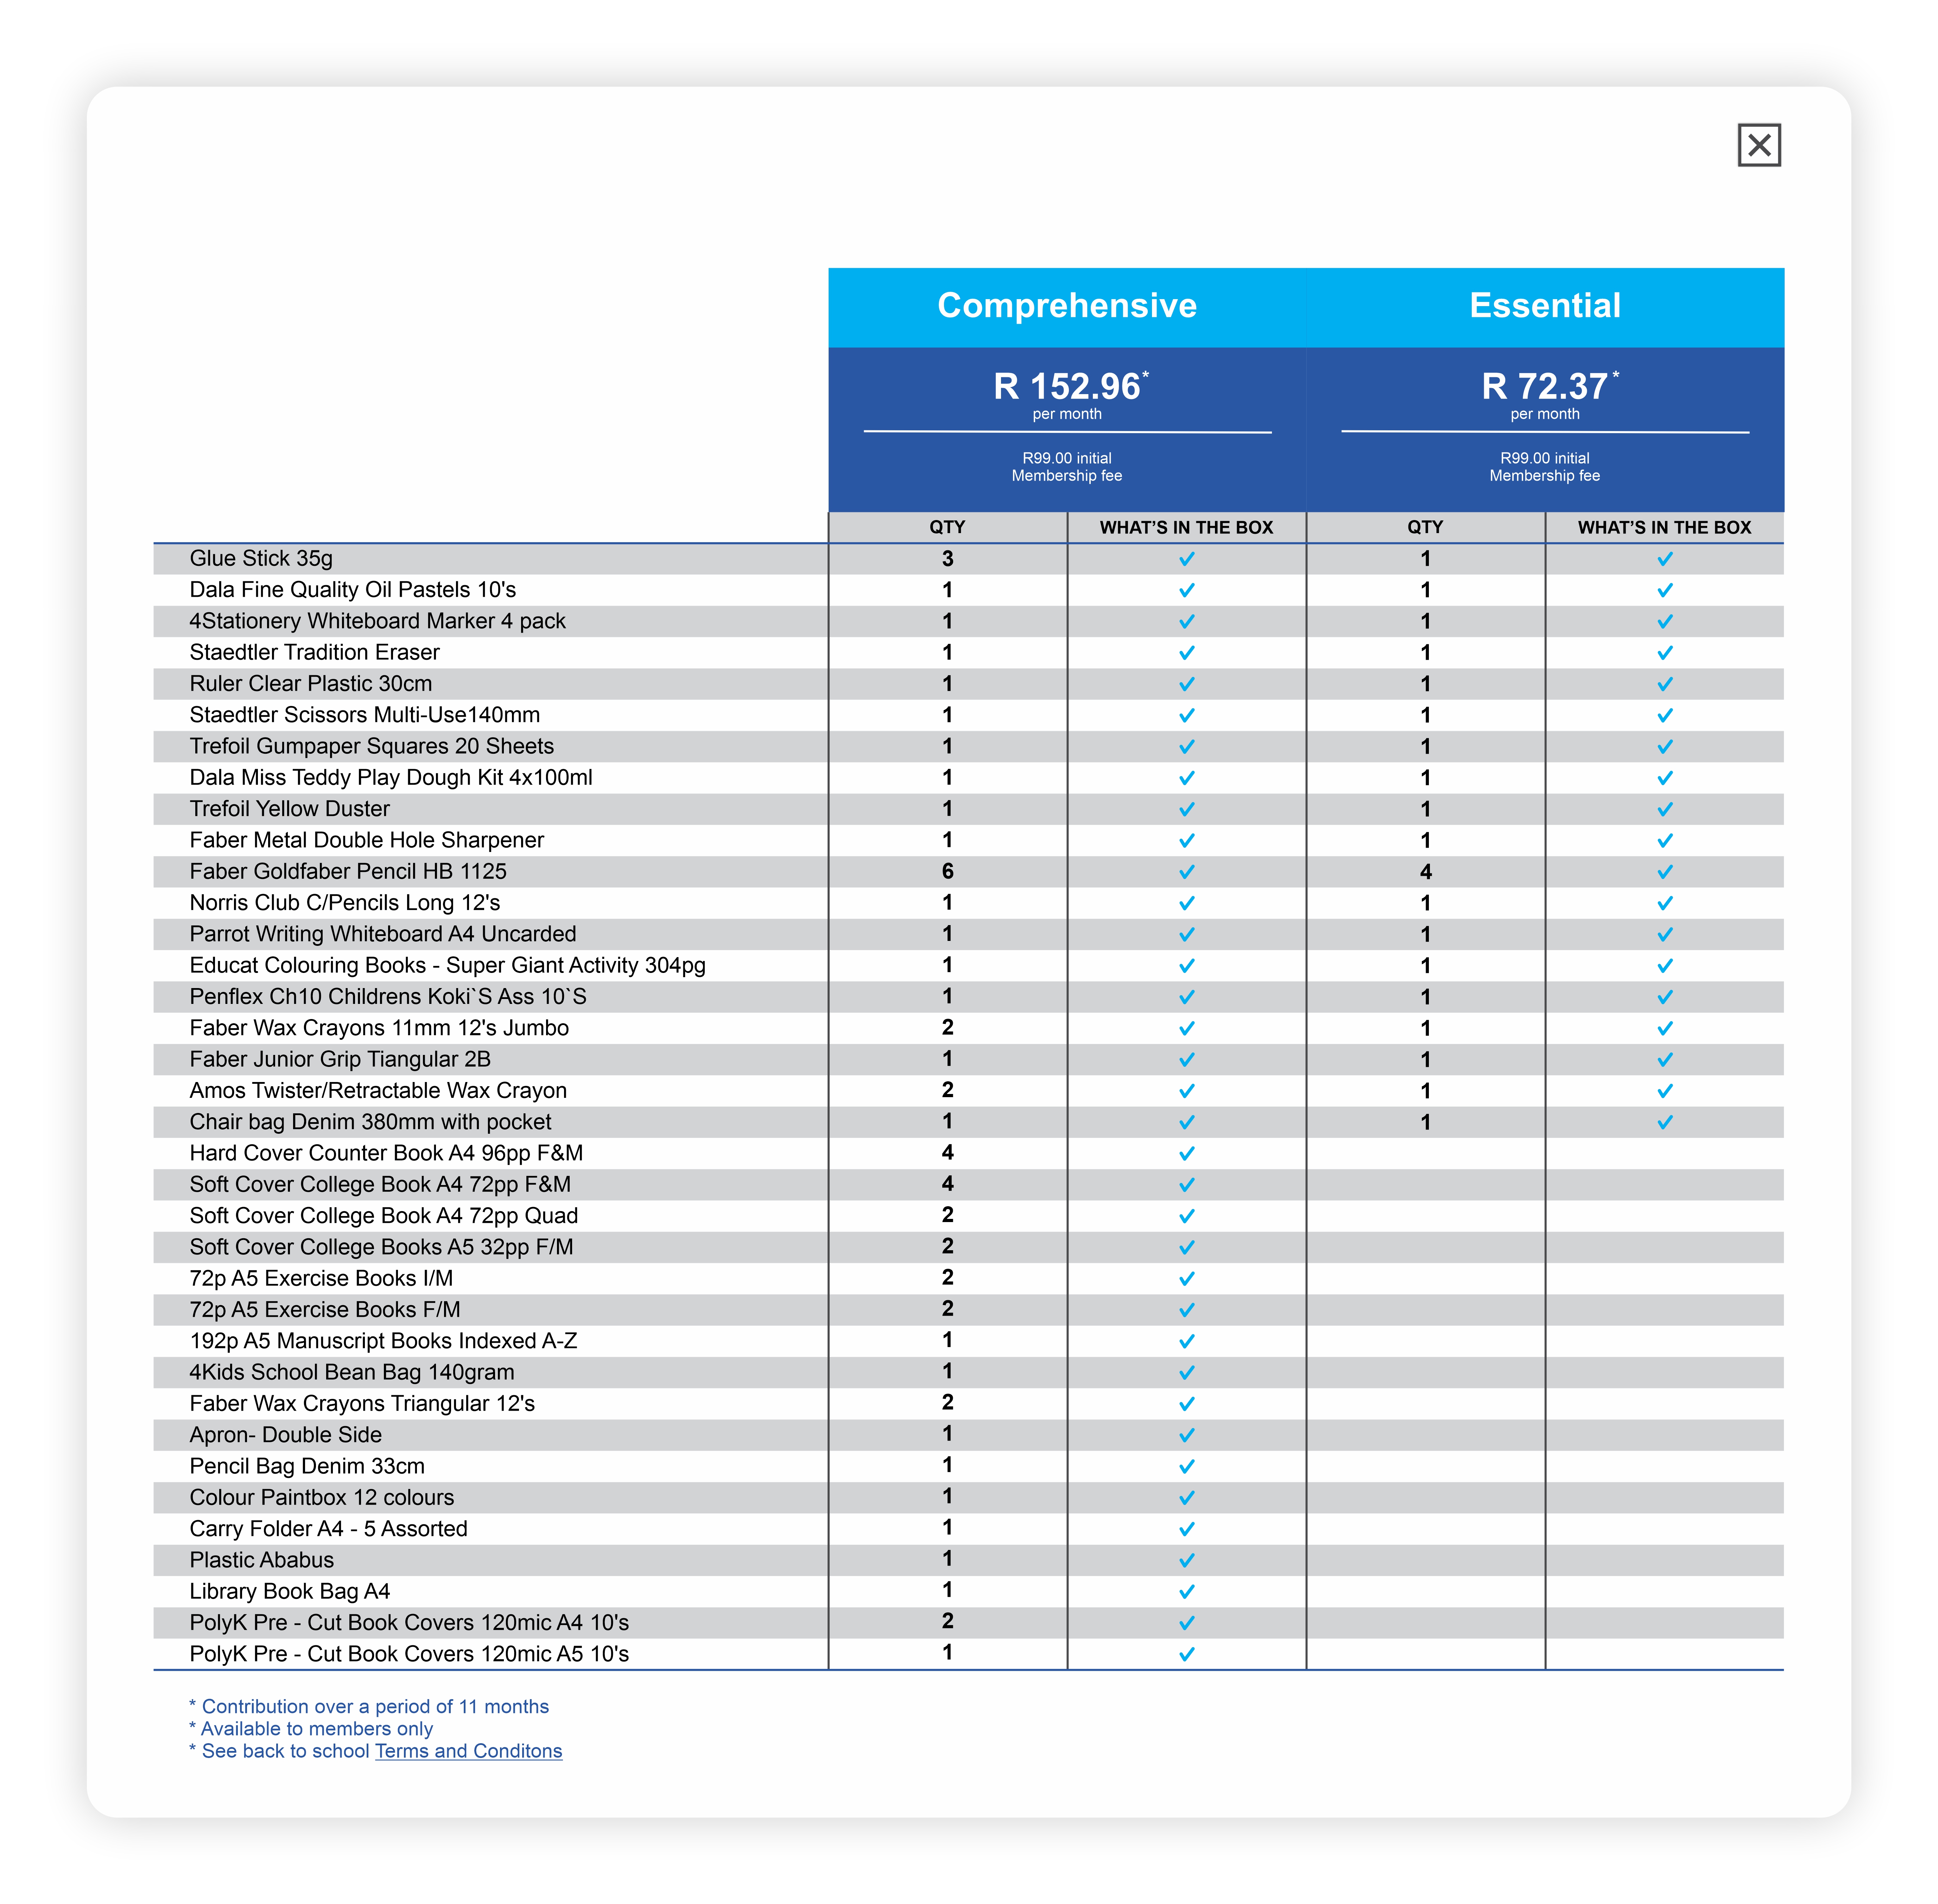 Comprehensive Essential
R 152.96* R 72.37*
per month per month
R99.00 initial R99.00 initial
Membership fee Membership fee
QTY WHAT'S IN THE BOX QTY WHAT'S IN THE BOX
Glue Stick 35g 3 ✓ 1 ✓
Dala Fine Quality Oil Pastels 10's 1 ✓ 1 ✓
4Stationery Whiteboard Marker 4 pack 1 ✓ 1 ✓
Staedtler Tradition Eraser 1 ✓ 1 ✓
Ruler Clear Plastic 30cm 1 ✓ 1 ✓
Staedtler Scissors Multi-Use140mm 1 ✓ 1 ✓
Trefoil Gumpaper Squares 20 Sheets 1 ✓ 1 ✓
Dala Miss Teddy Play Dough Kit 4x100ml 1 ✓ 1 ✓
Trefoil Yellow Duster 1 ✓ 1 ✓
Faber Metal Double Hole Sharpener 1 ✓ 1 ✓
Faber Goldfaber Pencil HB 1125 6 ✓ 4 ✓
Norris Club C/Pencils Long 12's 1 ✓ 1 ✓
Parrot Writing Whiteboard A4 Uncarded 1 ✓ 1 ✓
Educat Colouring Books - Super Giant Activity 304pg 1 ✓ 1 ✓
Penflex Ch10 Childrens Koki`S Ass 10`S 1 ✓ 1 ✓
Faber Wax Crayons 11mm 12's Jumbo 2 ✓ 1 ✓
Faber Junior Grip Tiangular 2B 1 ✓ 1 ✓
Amos Twister/Retractable Wax Crayon 2 ✓ 1 ✓
Chair bag Denim 380mm with pocket 1 ✓ 1 ✓
Hard Cover Counter Book A4 96pp F&M 4 ✓
Soft Cover College Book A4 72pp F&M 4 ✓
Soft Cover College Book A4 72pp Quad 2 ✓
Soft Cover College Books A5 32pp F/M 2 ✓
72p A5 Exercise Books I/M 2 ✓
72p A5 Exercise Books F/M 2 ✓
192p A5 Manuscript Books Indexed A-Z 1 ✓
4Kids School Bean Bag 140gram 1 ✓
Faber Wax Crayons Triangular 12's 2 ✓
Apron- Double Side 1 ✓
Pencil Bag Denim 33cm 1 ✓
Colour Paintbox 12 colours 1 ✓
Carry Folder A4 - 5 Assorted 1 ✓
Plastic Ababus 1 ✓
Library Book Bag A4 1 ✓
PolyK Pre - Cut Book Covers 120mic A4 10's 2 ✓
PolyK Pre - Cut Book Covers 120mic A5 10's 1 ✓
* Contribution over a period of 11 months
* Available to members only
* See back to school Terms and Conditons